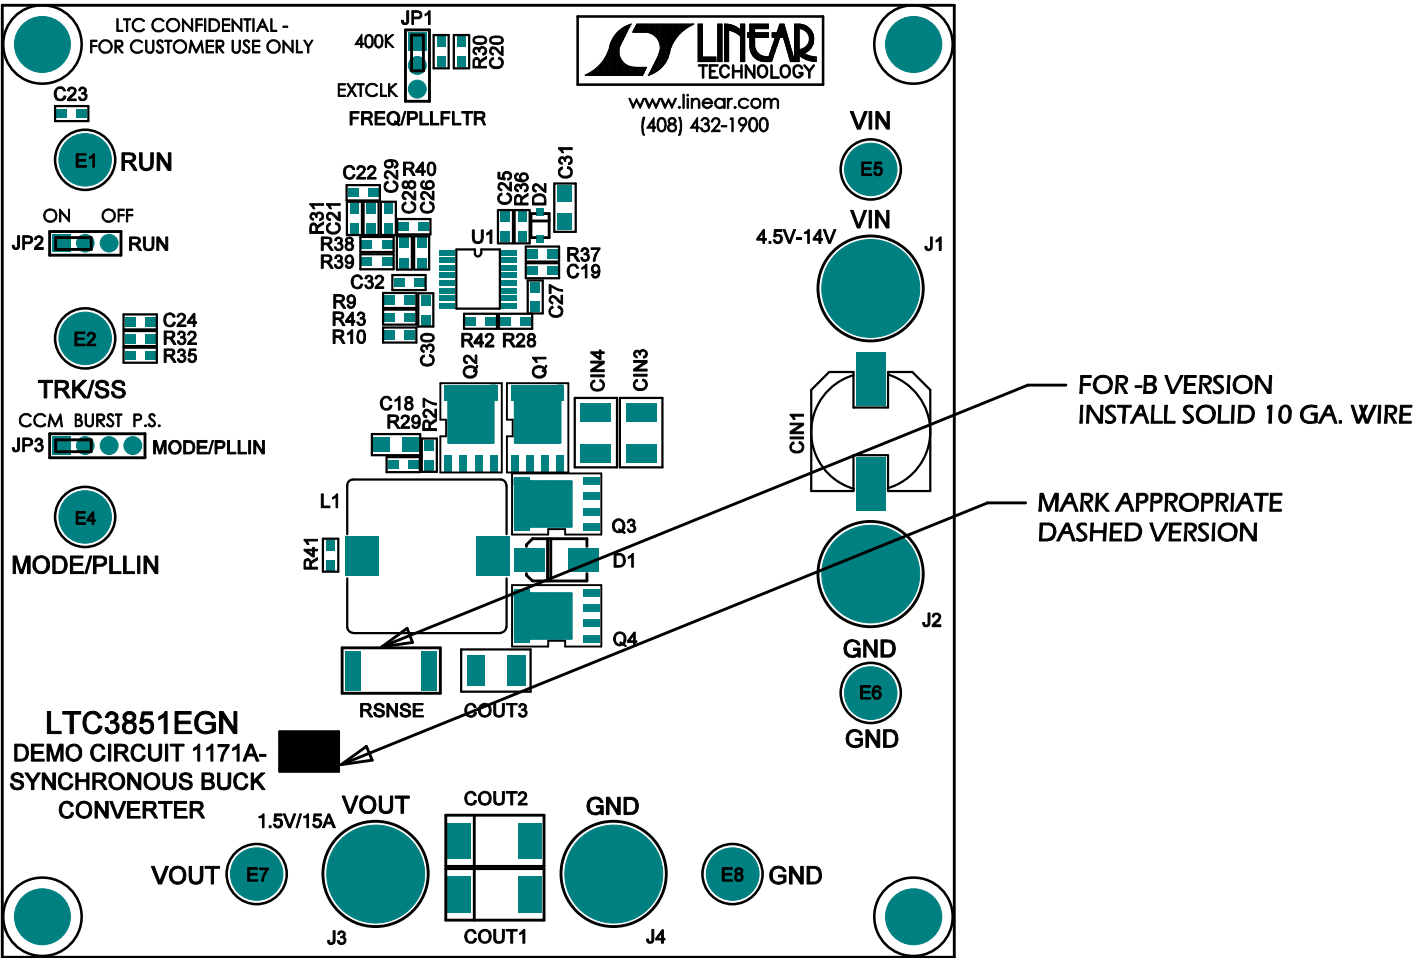 LTC CONFIDENTIAL -
FOR CUSTOMER USE ONLY
JP1
400K
EXTCLK
R30
C20
FREQ/PLLFLTR
LINEAR
TECHNOLOGY
www.linear.com
(408) 432-1900
C23
E1 RUN
VIN
E5
VIN
4.5V-14V
J1
ON OFF
JP2 RUN
C22
C29
R40
C28
C26
R31
C21
R38
R39
C32
R9
R43
R10
C30
U1
C25
R36
D2
C31
R37
C19
C27
R42 R28
E2
C24
R32
R35
TRK/SS
CCM BURST P.S.
JP3 MODE/PLLIN
E4
MODE/PLLIN
Q2
Q1
CIN4
CIN3
C18
R29
R27
CIN1
FOR -B VERSION
INSTALL SOLID 10 GA. WIRE
MARK APPROPRIATE
DASHED VERSION
L1
R41
Q3
D1
Q4
J2
GND
E6
GND
RSNSE
COUT3
LTC3851EGN
DEMO CIRCUIT 1171A-
SYNCHRONOUS BUCK
CONVERTER
1.5V/15A
VOUT
COUT2
GND
VOUT E7
E8 GND
J3
COUT1
J4